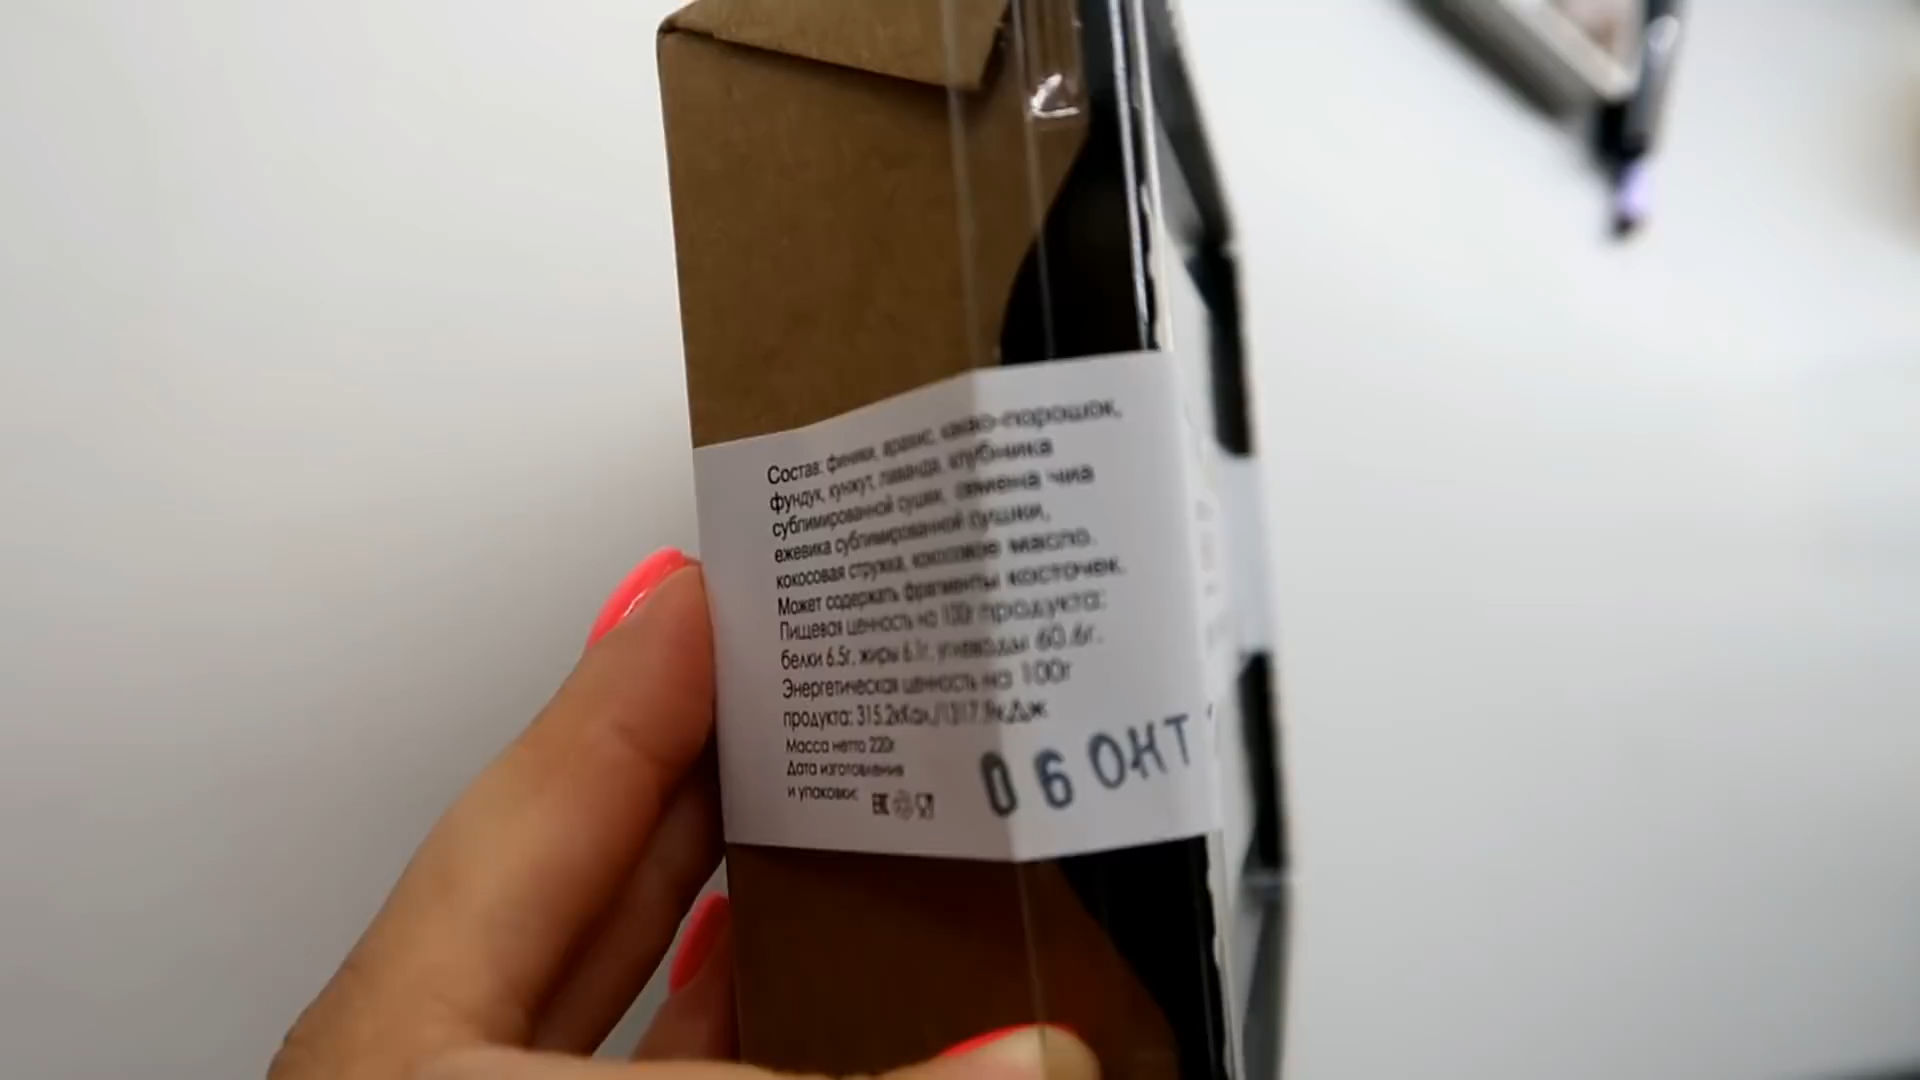 Состав: финики, арахис, какао-порошок,
фундук, кунжут, лаванда, клубника
сублимированной сушки, семена чиа
ежевика сублимированной сушки,
кокосовая стружка, кокосовое масло.
Может содержать фрагменты косточек.
Пищевая ценность на 100г продукта:
белки 6.5г, жиры 6.1г, углеводы 60.6г.
Энергетическая ценность на 100г
продукта: 315.2кКал/1317.9кДж
Масса нетто 220г
Дата изготовления
и упаковки:
06 ОКТ